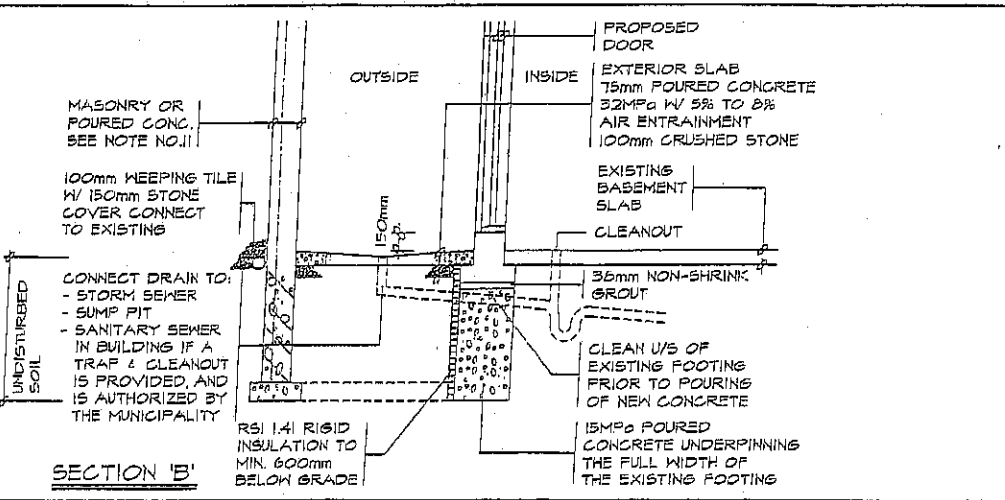 PROPOSED
DOOR
OUTSIDE
INSIDE
EXTERIOR SLAB
75mm POURED CONCRETE
32MPa W/ 5% TO 8%
AIR ENTRAINMENT
100mm CRUSHED STONE
MASONRY OR
POURED CONC.
SEE NOTE NO.11
100mm WEEPING TILE
W/ 150mm STONE
COVER CONNECT
TO EXISTING
150mm
EXISTING
BASEMENT
SLAB
CLEANOUT
38mm NON-SHRINK
GROUT
UNDISTURBED
SOIL
CONNECT DRAIN TO:
- STORM SEWER
- SUMP PIT
- SANITARY SEWER
IN BUILDING IF A
TRAP & CLEANOUT
IS PROVIDED, AND
IS AUTHORIZED BY
THE MUNICIPALITY
CLEAN U/S OF
EXISTING FOOTING
PRIOR TO POURING
OF NEW CONCRETE
RSI 1.41 RIGID
INSULATION TO
MIN. 600mm
BELOW GRADE
15MPa POURED
CONCRETE UNDERPINNING
THE FULL WIDTH OF
THE EXISTING FOOTING
SECTION 'B'